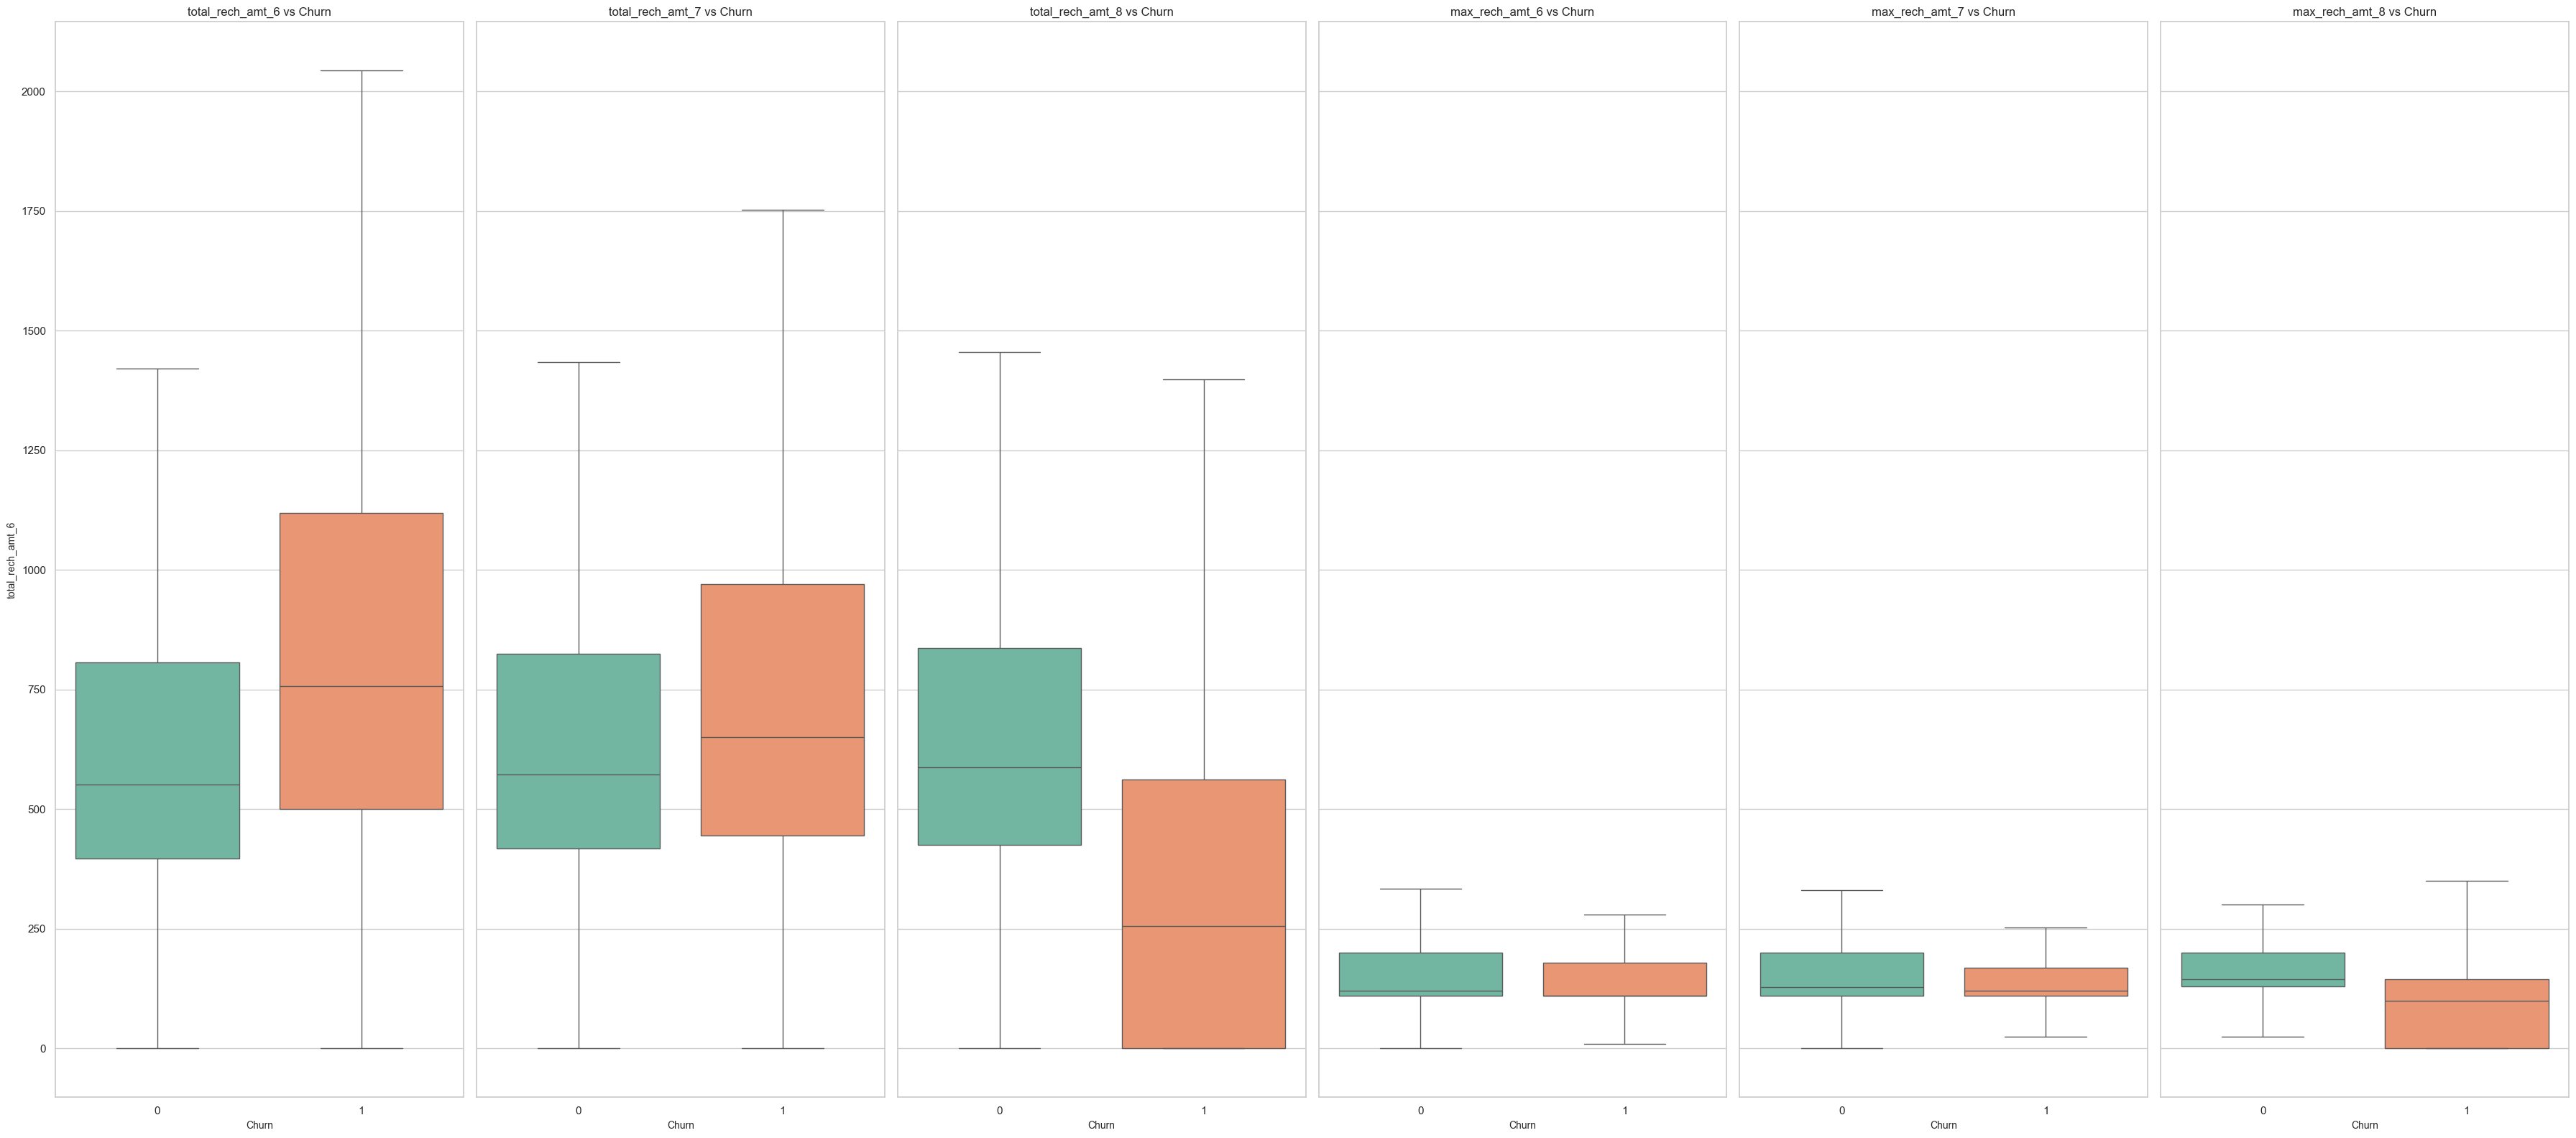 total_rech_amt_6 vs Churn
total_rech_amt_7 vs Churn
total_rech_amt_8 vs Churn
max_rech_amt_6 vs Churn
max_rech_amt_7 vs Churn
max_rech_amt_8 vs Churn
total_rech_amt_6
2000
1750
1500
1250
1000
750
500
250
0
0 1
0 1
0 1
0 1
0 1
0 1
Churn
Churn
Churn
Churn
Churn
Churn